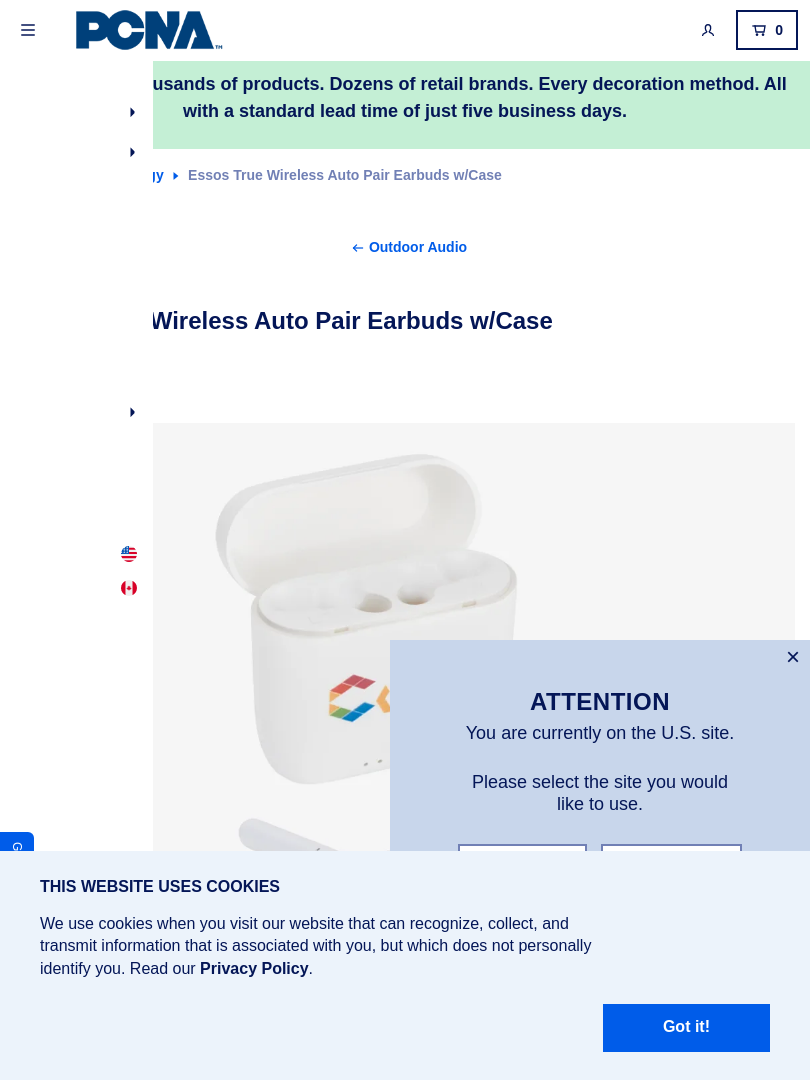 PCNA™
0
usands of products. Dozens of retail brands. Every decoration method. All
with a standard lead time of just five business days.
gy
Essos True Wireless Auto Pair Earbuds w/Case
Outdoor Audio
Wireless Auto Pair Earbuds w/Case
ATTENTION
You are currently on the U.S. site.
Please select the site you would
like to use.
G
THIS WEBSITE USES COOKIES
We use cookies when you visit our website that can recognize, collect, and
transmit information that is associated with you, but which does not personally
identify you. Read our Privacy Policy.
Got it!